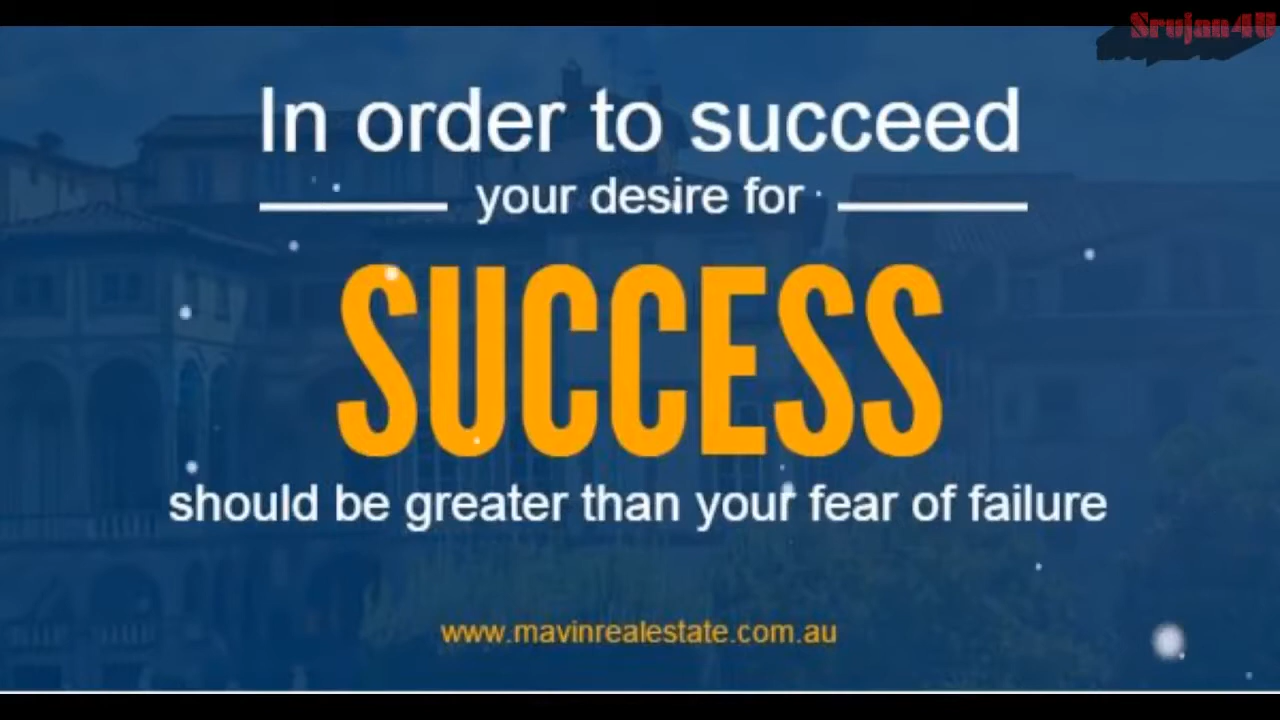 Srujan4U
In order to succeed
your desire for
SUCCESS
should be greater than your fear of failure
www.mavinrealestate.com.au